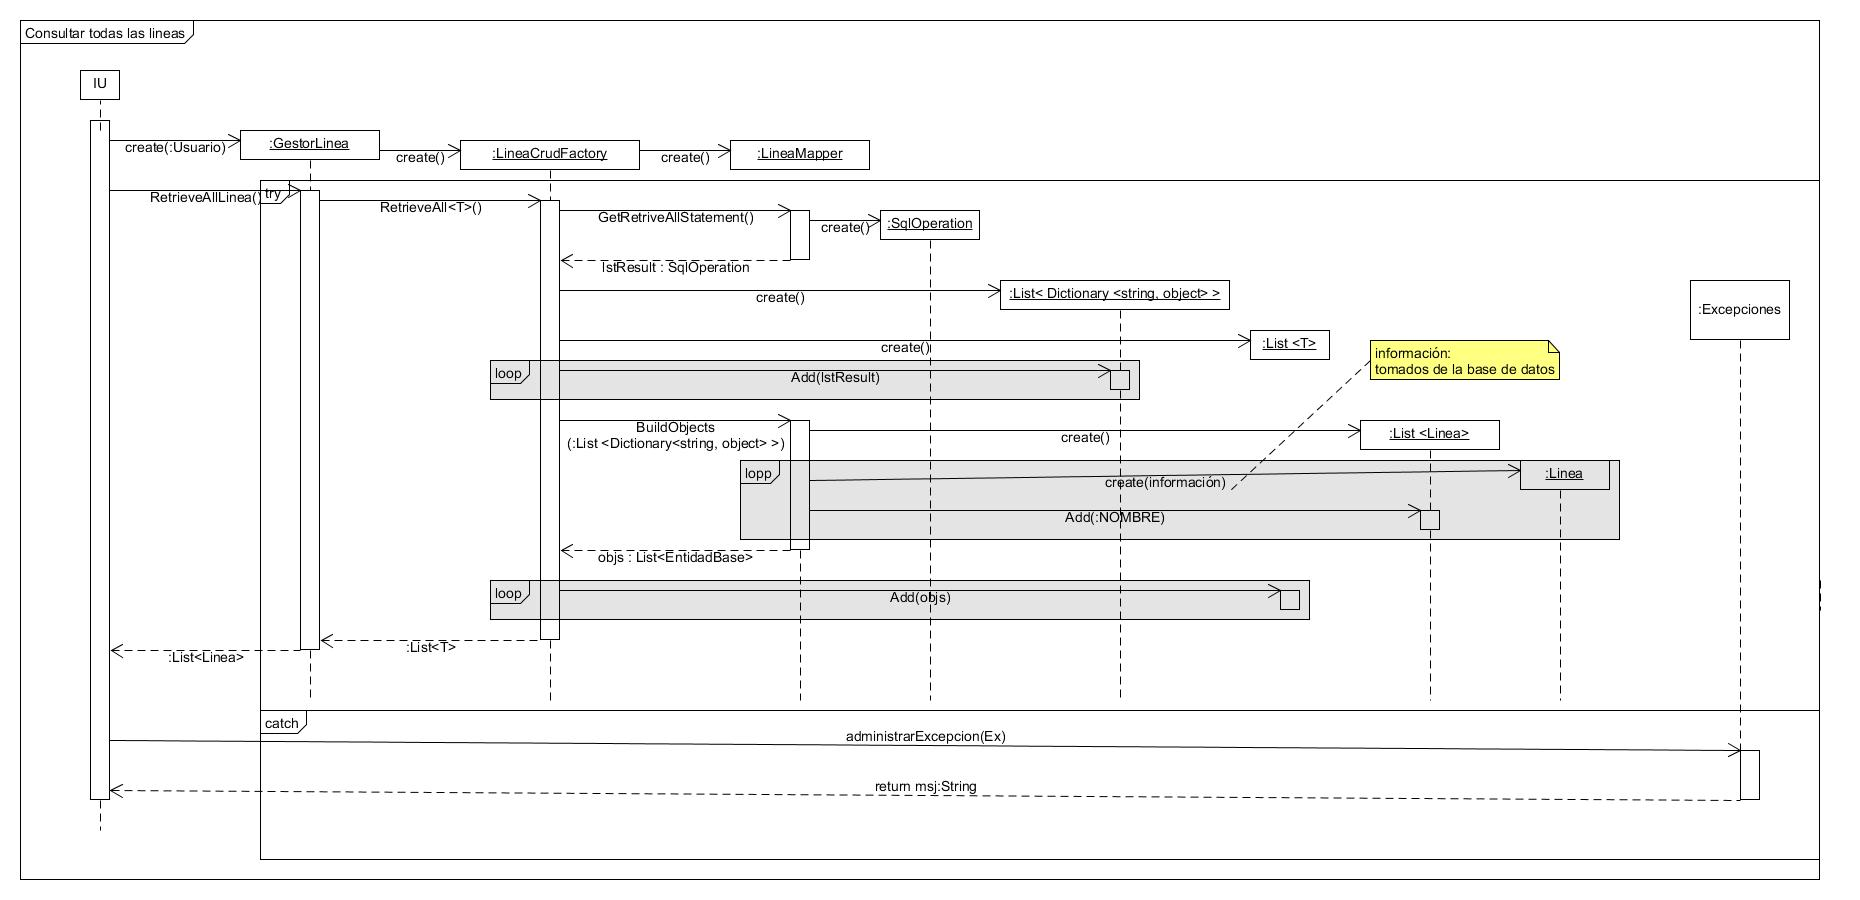 Consultar todas las lineas
IU
create(:Usuario)
:GestorLinea
create()
:LineaCrudFactory
create()
:LineaMapper
RetrieveAllLinea()
try
RetrieveAll<T>()
GetRetriveAllStatement()
create()
:SqlOperation
lstResult : SqlOperation
create()
:List< Dictionary <string, object> >
:Excepciones
create()
:List <T>
información:
tomados de la base de datos
loop
Add(lstResult)
BuildObjects
(:List <Dictionary<string, object> >)
create()
:List <Linea>
lopp
create(información)
:Linea
Add(:NOMBRE)
objs : List<EntidadBase>
loop
Add(objs)
:List<T>
:List<Linea>
catch
administrarExcepcion(Ex)
return msj:String